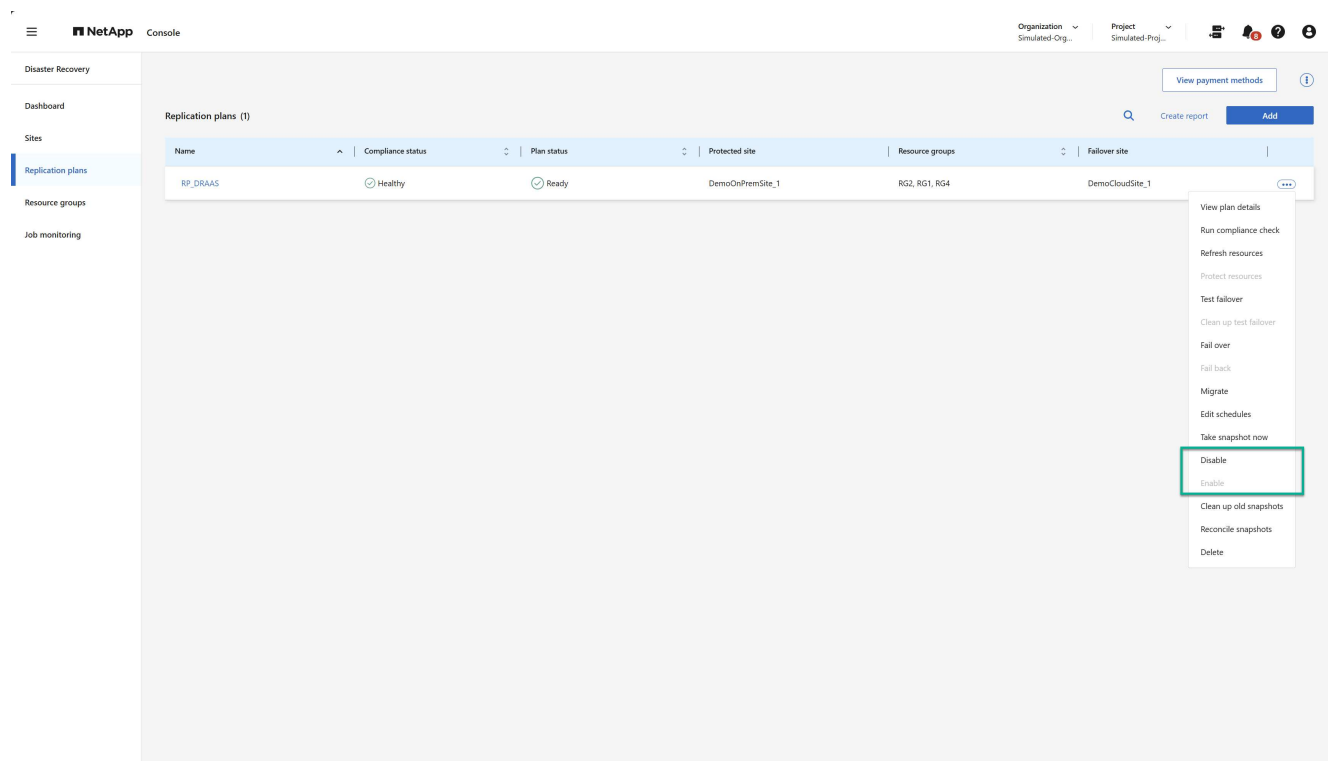 NetApp Console
Organization
Simulated-Org...
Project
Simulated-Proj...
8
Disaster Recovery
Dashboard
Sites
Replication plans
Resource groups
Job monitoring
View payment methods
Replication plans (1)
Create report
Add
Name Compliance status Plan status Protected site Resource groups Failover site
RP_DRAAS Healthy Ready DemoOnPremSite_1 RG2, RG1, RG4 DemoCloudSite_1
View plan details
Run compliance check
Refresh resources
Protect resources
Test failover
Clean up test failover
Fail over
Fail back
Migrate
Edit schedules
Take snapshot now
Disable
Enable
Clean up old snapshots
Reconcile snapshots
Delete